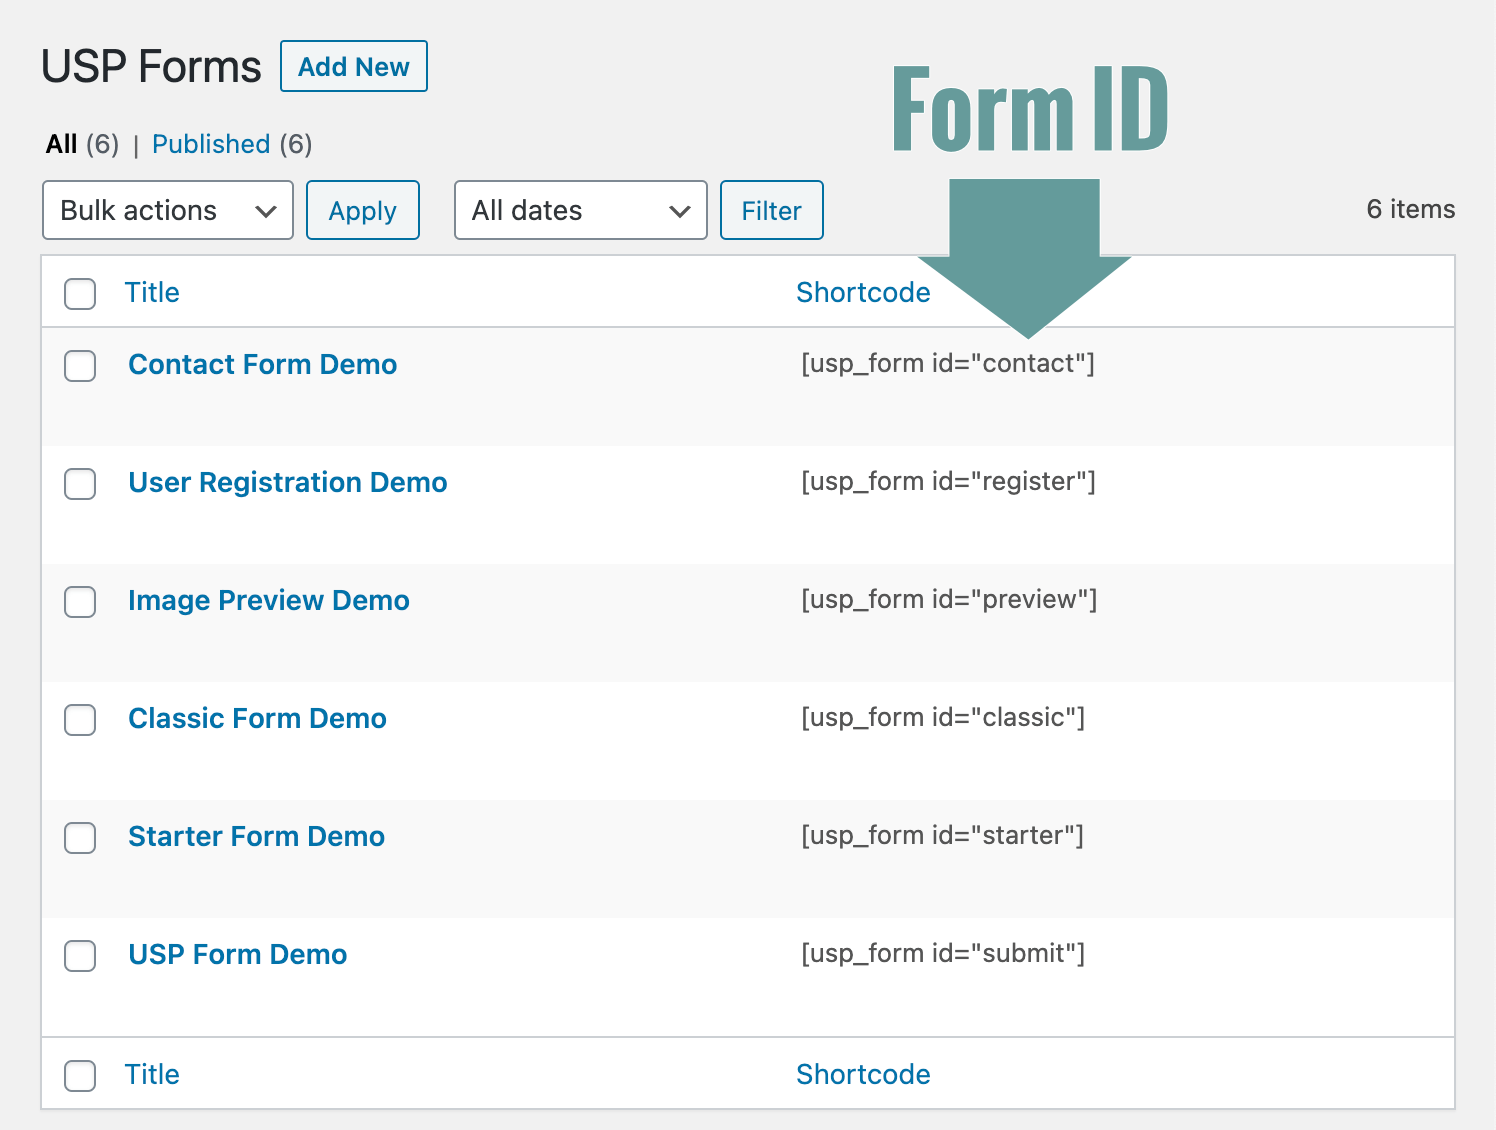 USP Forms Add New
Form ID
All (6) | Published (6)
Bulk actions Apply All dates Filter 6 items
Title Shortcode
Contact Form Demo [usp_form id="contact"]
User Registration Demo [usp_form id="register"]
Image Preview Demo [usp_form id="preview"]
Classic Form Demo [usp_form id="classic"]
Starter Form Demo [usp_form id="starter"]
USP Form Demo [usp_form id="submit"]
Title Shortcode